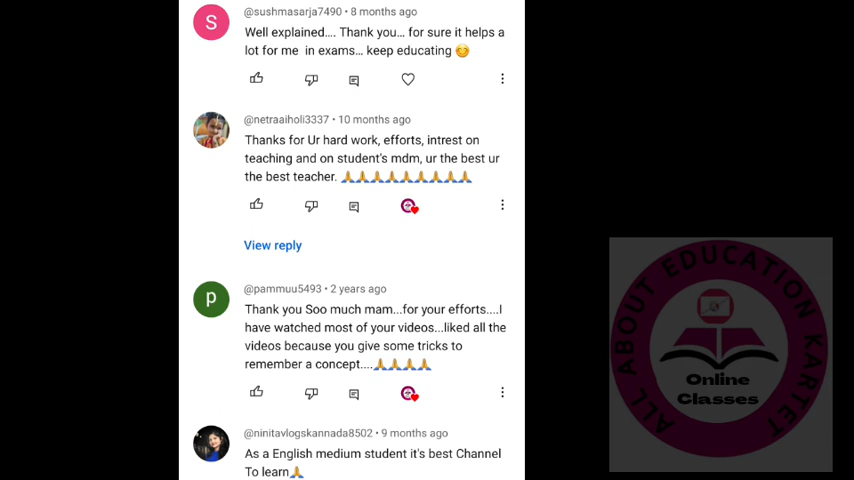 @sushmasarja7490 • 8 months ago
Well explained.... Thank you... for sure it helps a
lot for me in exams... keep educating 😊
@netraaiholi3337 • 10 months ago
Thanks for Ur hard work, efforts, intrest on
teaching and on student's mdm, ur the best ur
the best teacher. 🙏🙏🙏🙏🙏🙏🙏🙏🙏
View reply
@pammuu5493 • 2 years ago
Thank you Soo much mam...for your efforts....I
have watched most of your videos...liked all the
videos because you give some tricks to
remember a concept....🙏🙏🙏🙏
@ninitavlogskannada8502 • 9 months ago
As a English medium student it's best Channel
To learn🙏
S
p
ALL ABOUT EDUCATION KARTET
Online
Classes